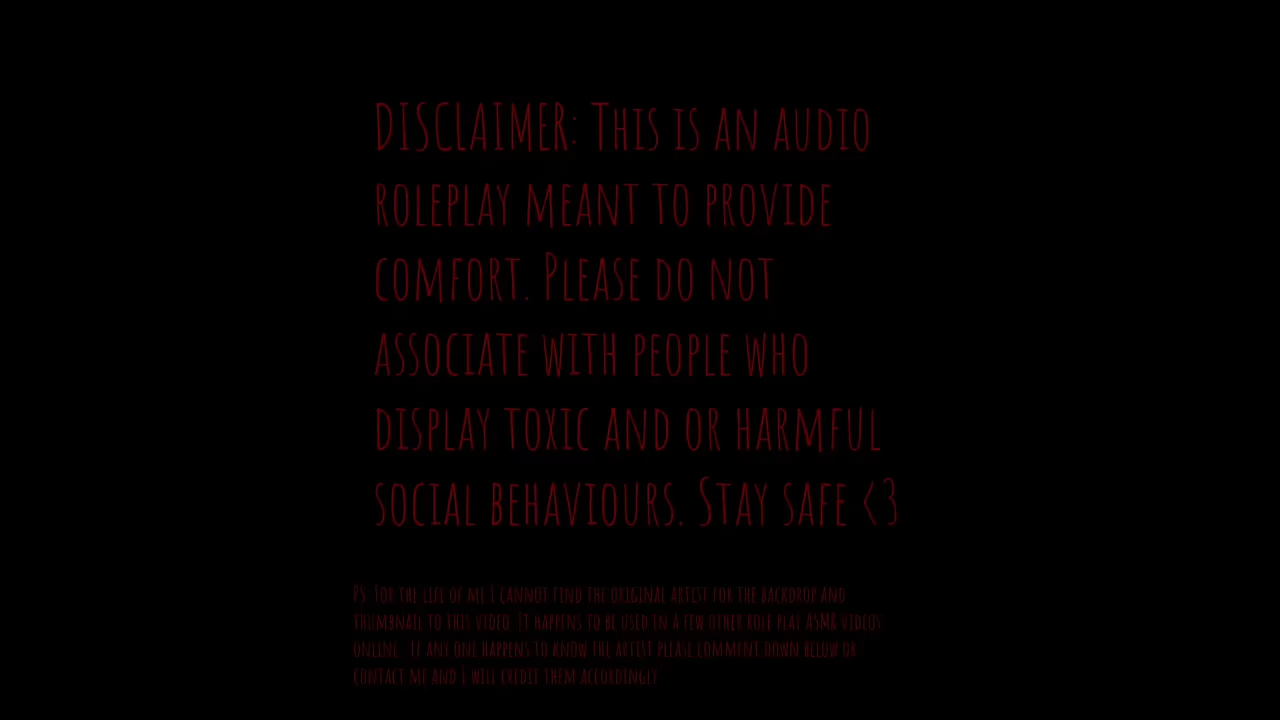 DISCLAIMER: THIS IS AN AUDIO
ROLEPLAY MEANT TO PROVIDE
COMFORT. PLEASE DO NOT
ASSOCIATE WITH PEOPLE WHO
DISPLAY TOXIC AND OR HARMFUL
SOCIAL BEHAVIOURS. STAY SAFE <3
PS. FOR THE LIFE OF ME I CANNOT FIND THE ORIGINAL ARTIST FOR THE BACKDROP AND
THUMBNAIL TO THIS VIDEO. IT HAPPENS TO BE USED IN A FEW OTHER ROLE PLAY ASMR VIDEOS
ONLINE. IF ANY ONE HAPPENS TO KNOW THE ARTIST PLEASE COMMENT DOWN BELLOW OR
CONTACT ME AND I WILL CREDIT THEM ACCORDINGLY